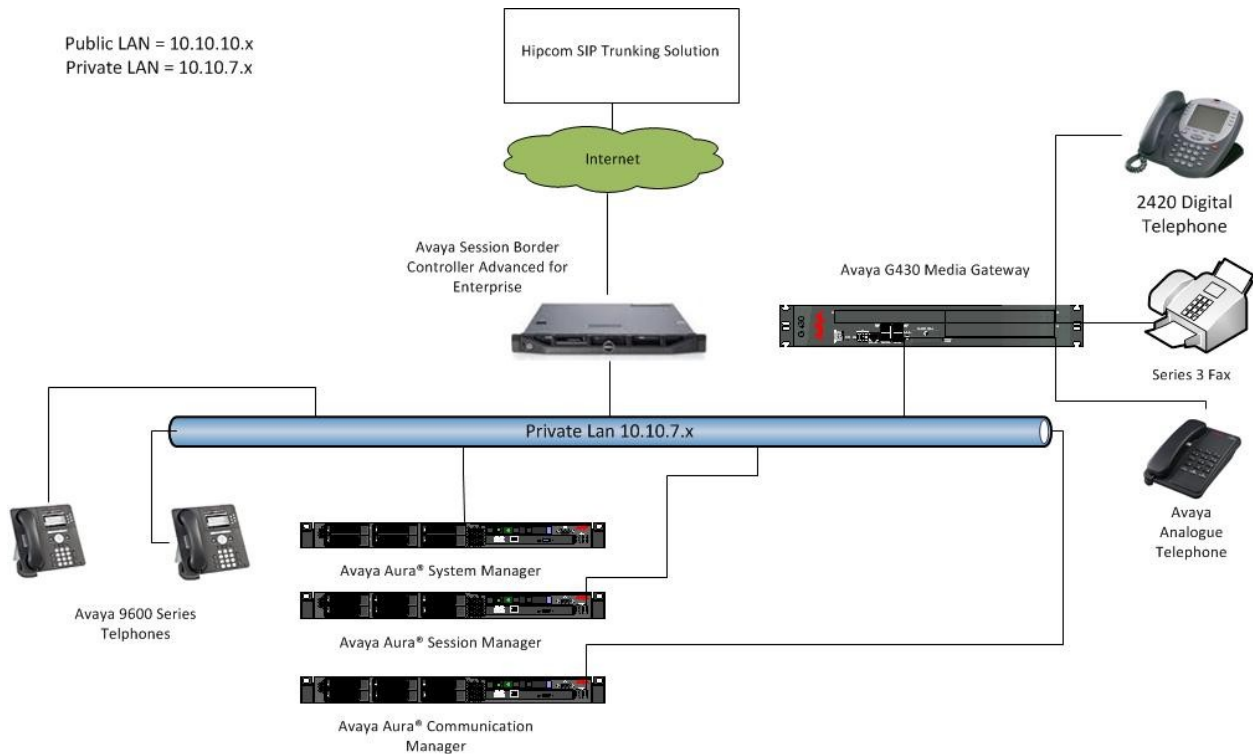 Public LAN = 10.10.10.x
Private LAN = 10.10.7.x
Hipcom SIP Trunking Solution
Internet
2420 Digital
Telephone
Avaya Session Border
Controller Advanced for
Enterprise
Avaya G430 Media Gateway
G430
AVAYA
Series 3 Fax
Private Lan 10.10.7.x
Avaya
Analogue
Telephone
Avaya Aura® System Manager
Avaya 9600 Series
Telphones
Avaya Aura® Session Manager
Avaya Aura® Communication
Manager